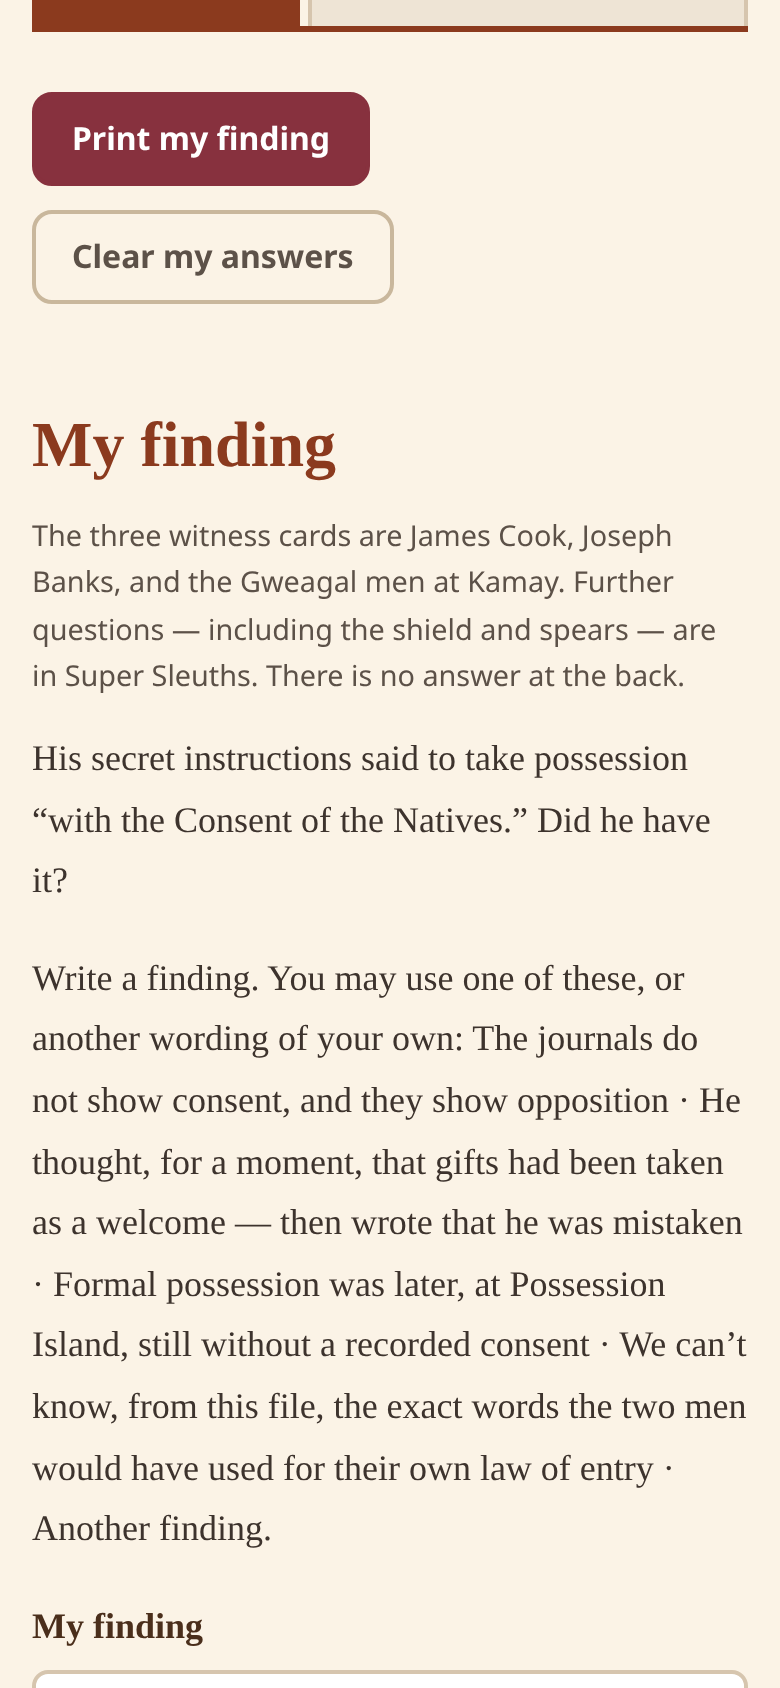 Print my finding
Clear my answers
My finding
The three witness cards are James Cook, Joseph
Banks, and the Gweagal men at Kamay. Further
questions — including the shield and spears — are
in Super Sleuths. There is no answer at the back.
His secret instructions said to take possession
“with the Consent of the Natives.” Did he have
it?
Write a finding. You may use one of these, or
another wording of your own: The journals do
not show consent, and they show opposition · He
thought, for a moment, that gifts had been taken
as a welcome — then wrote that he was mistaken
· Formal possession was later, at Possession
Island, still without a recorded consent · We can’t
know, from this file, the exact words the two men
would have used for their own law of entry ·
Another finding.
My finding